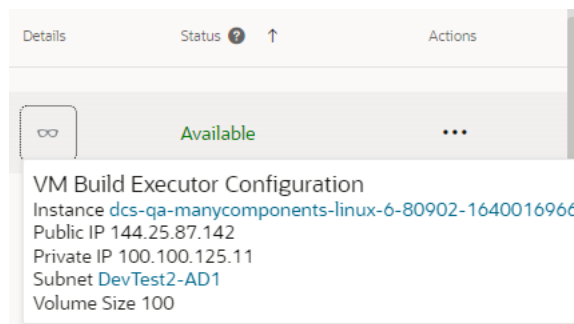 Details Status ? ↑ Actions
Available ...
VM Build Executor Configuration
Instance dcs-qa-manycomponents-linux-6-80902-1640016966
Public IP 144.25.87.142
Private IP 100.100.125.11
Subnet DevTest2-AD1
Volume Size 100